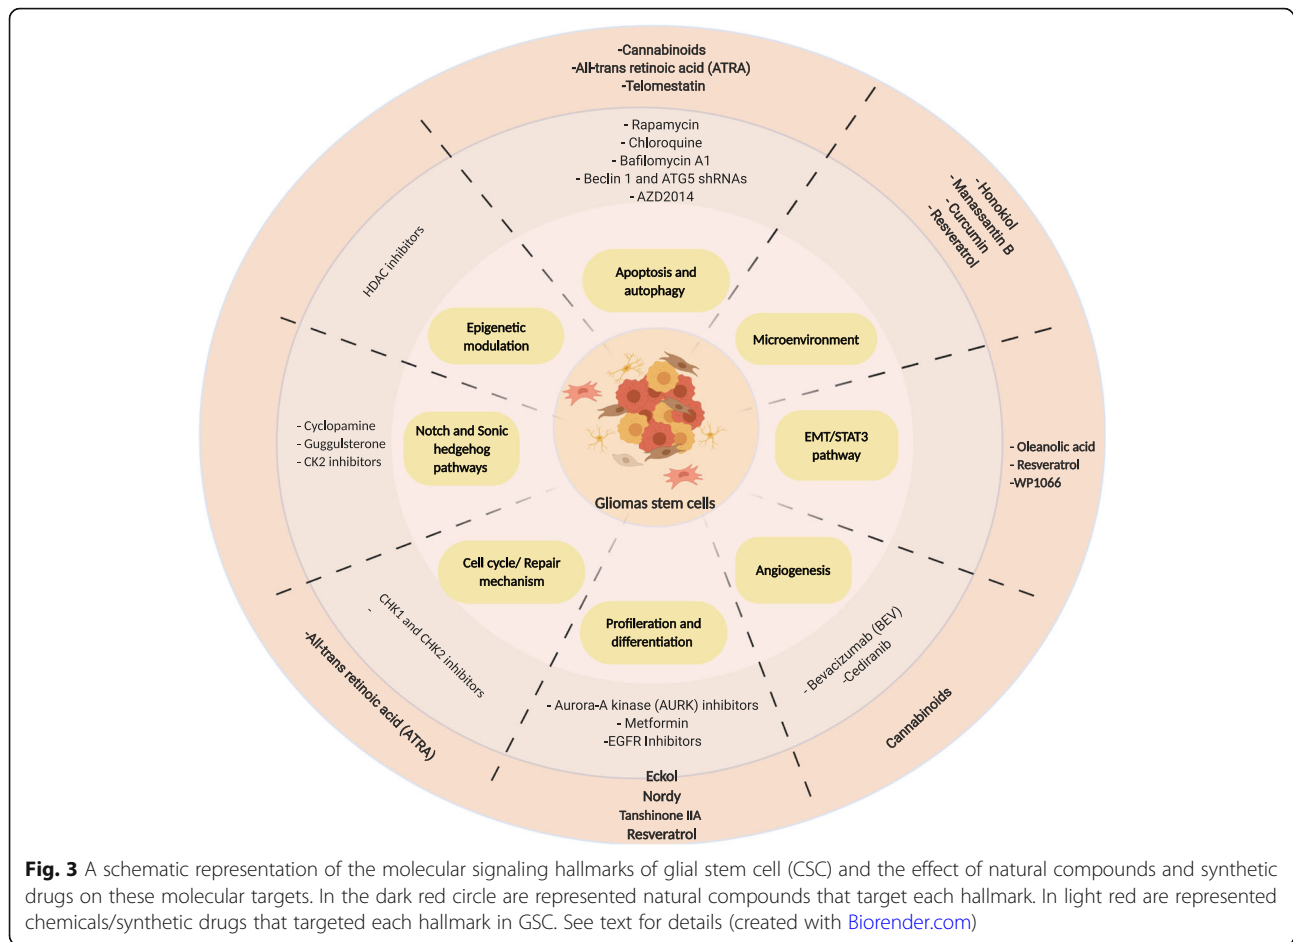 -Cannabinoids
-All-trans retinoic acid (ATRA)
-Telomestatin
- Rapamycin
- Chloroquine
- Bafilomycin A1
- Beclin 1 and ATG5 shRNAs
- AZD2014
- Honokiol
- Manassantin B
- Curcumin
- Resveratrol
HDAC inhibitors
Apoptosis and
autophagy
Epigenetic
modulation
Microenvironment
- Cyclopamine
- Guggulsterone
- CK2 inhibitors
Notch and Sonic
hedgehog
pathways
EMT/STAT3
pathway
- Oleanolic acid
- Resveratrol
-WP1066
Gliomas stem cells
Cell cycle/ Repair
mechanism
Angiogenesis
Profileration and
differentiation
- CHK1 and CHK2 inhibitors
-All-trans retinoic acid (ATRA)
- Bevacizumab (BEV)
-Cediranib
Cannabinoids
- Aurora-A kinase (AURK) inhibitors
- Metformin
-EGFR Inhibitors
Eckol
Nordy
Tanshinone IIA
Resveratrol
Fig. 3 A schematic representation of the molecular signaling hallmarks of glial stem cell (CSC) and the effect of natural compounds and synthetic
drugs on these molecular targets. In the dark red circle are represented natural compounds that target each hallmark. In light red are represented
chemicals/synthetic drugs that targeted each hallmark in GSC. See text for details (created with Biorender.com)